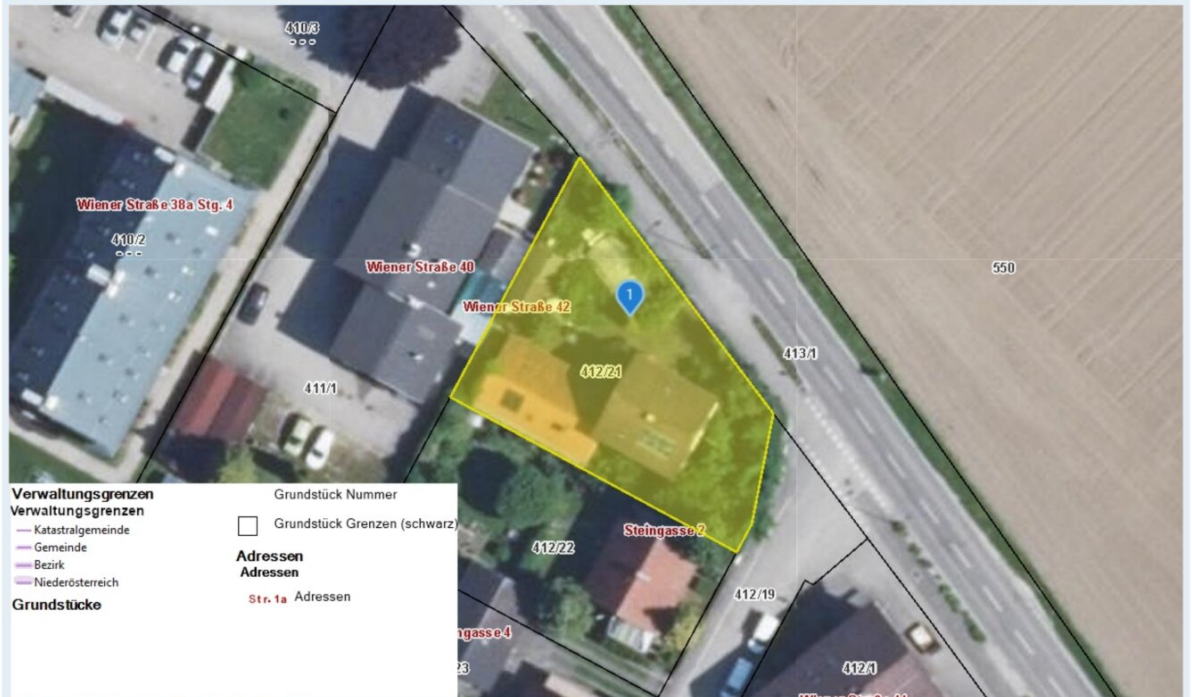 410/3
Wiener Straße 38a Stg. 4
410/2
Wiener Straße 40
550
1
Wiener Straße 42
413/1
412/21
411/1
Verwaltungsgrenzen
Verwaltungsgrenzen
Katastralgemeinde
Gemeinde
Bezirk
Niederösterreich
Grundstücke
Grundstück Nummer
Grundstück Grenzen (schwarz)
Adressen
Adressen
Str. 1a Adressen
Steingasse 2
412/22
412/19
ngasse 4
23
412/1